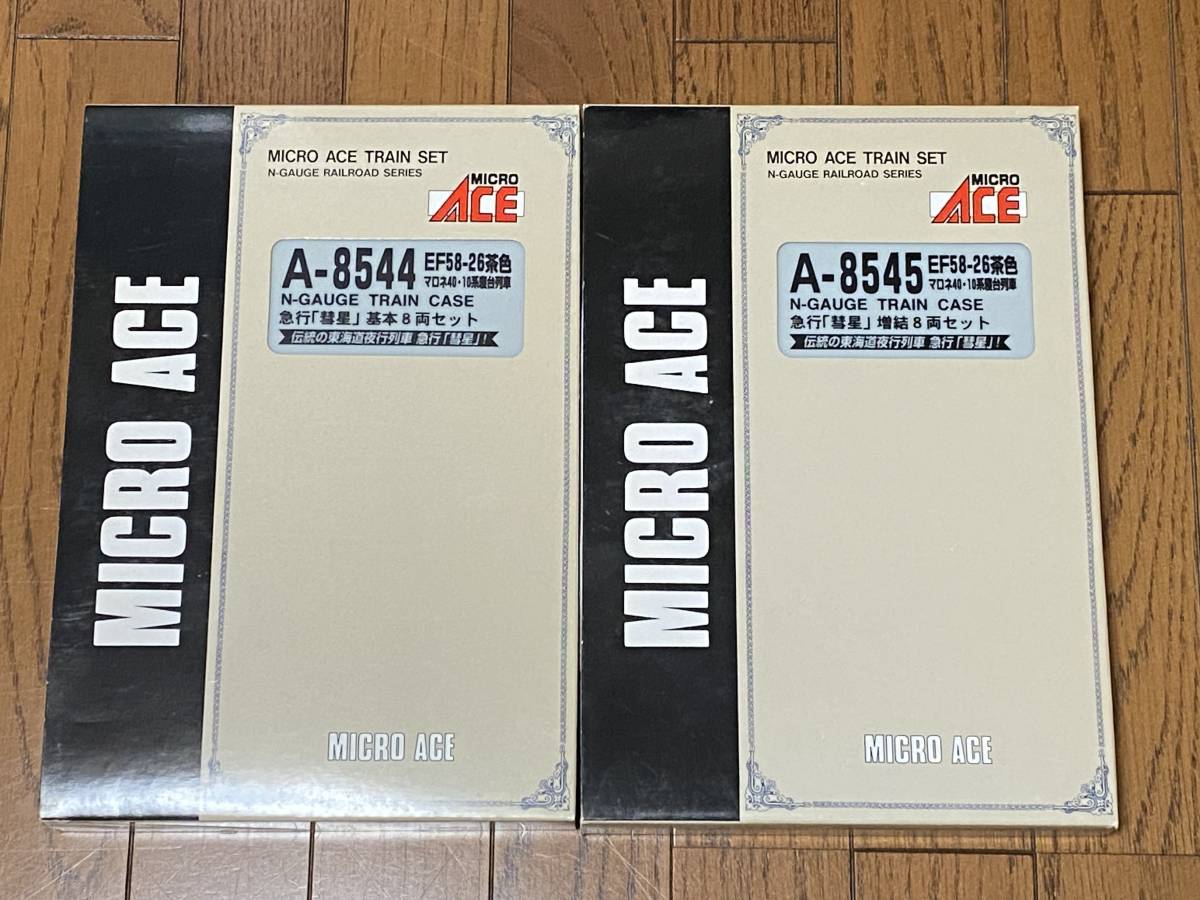 MICRO ACE
MICRO ACE TRAIN SET
N-GAUGE RAILROAD SERIES
MICRO
ACE
A-8544 EF58-26茶色
マロネ40・10系寝台列車
N-GAUGE TRAIN CASE
急行「彗星」 基本8両セット
伝統の東海道夜行列車 急行「彗星」!
MICRO ACE
MICRO ACE
MICRO ACE TRAIN SET
N-GAUGE RAILROAD SERIES
MICRO
ACE
A-8545 EF58-26茶色
マロネ40・10系寝台列車
N-GAUGE TRAIN CASE
急行「彗星」 増結8両セット
伝統の東海道夜行列車 急行「彗星」!
MICRO ACE